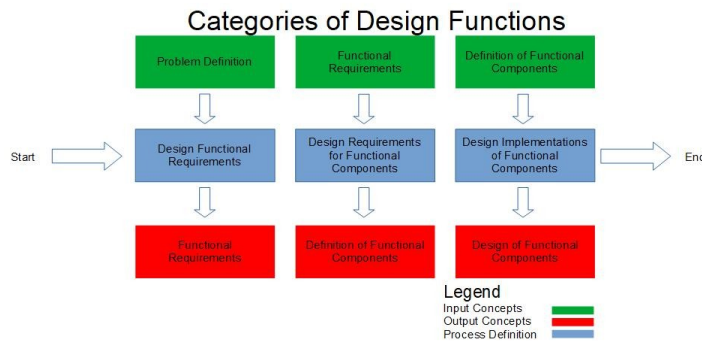 Categories of Design Functions
Problem Definition
Functional
Requirements
Definition of Functional
Components
Start
Design Functional
Requirements
Design Requirements
for Functional
Components
Design Implementations
of Functional
Components
End
Functional
Requirements
Definition of Functional
Components
Design of Functional
Components
Legend
Input Concepts
Output Concepts
Process Definition